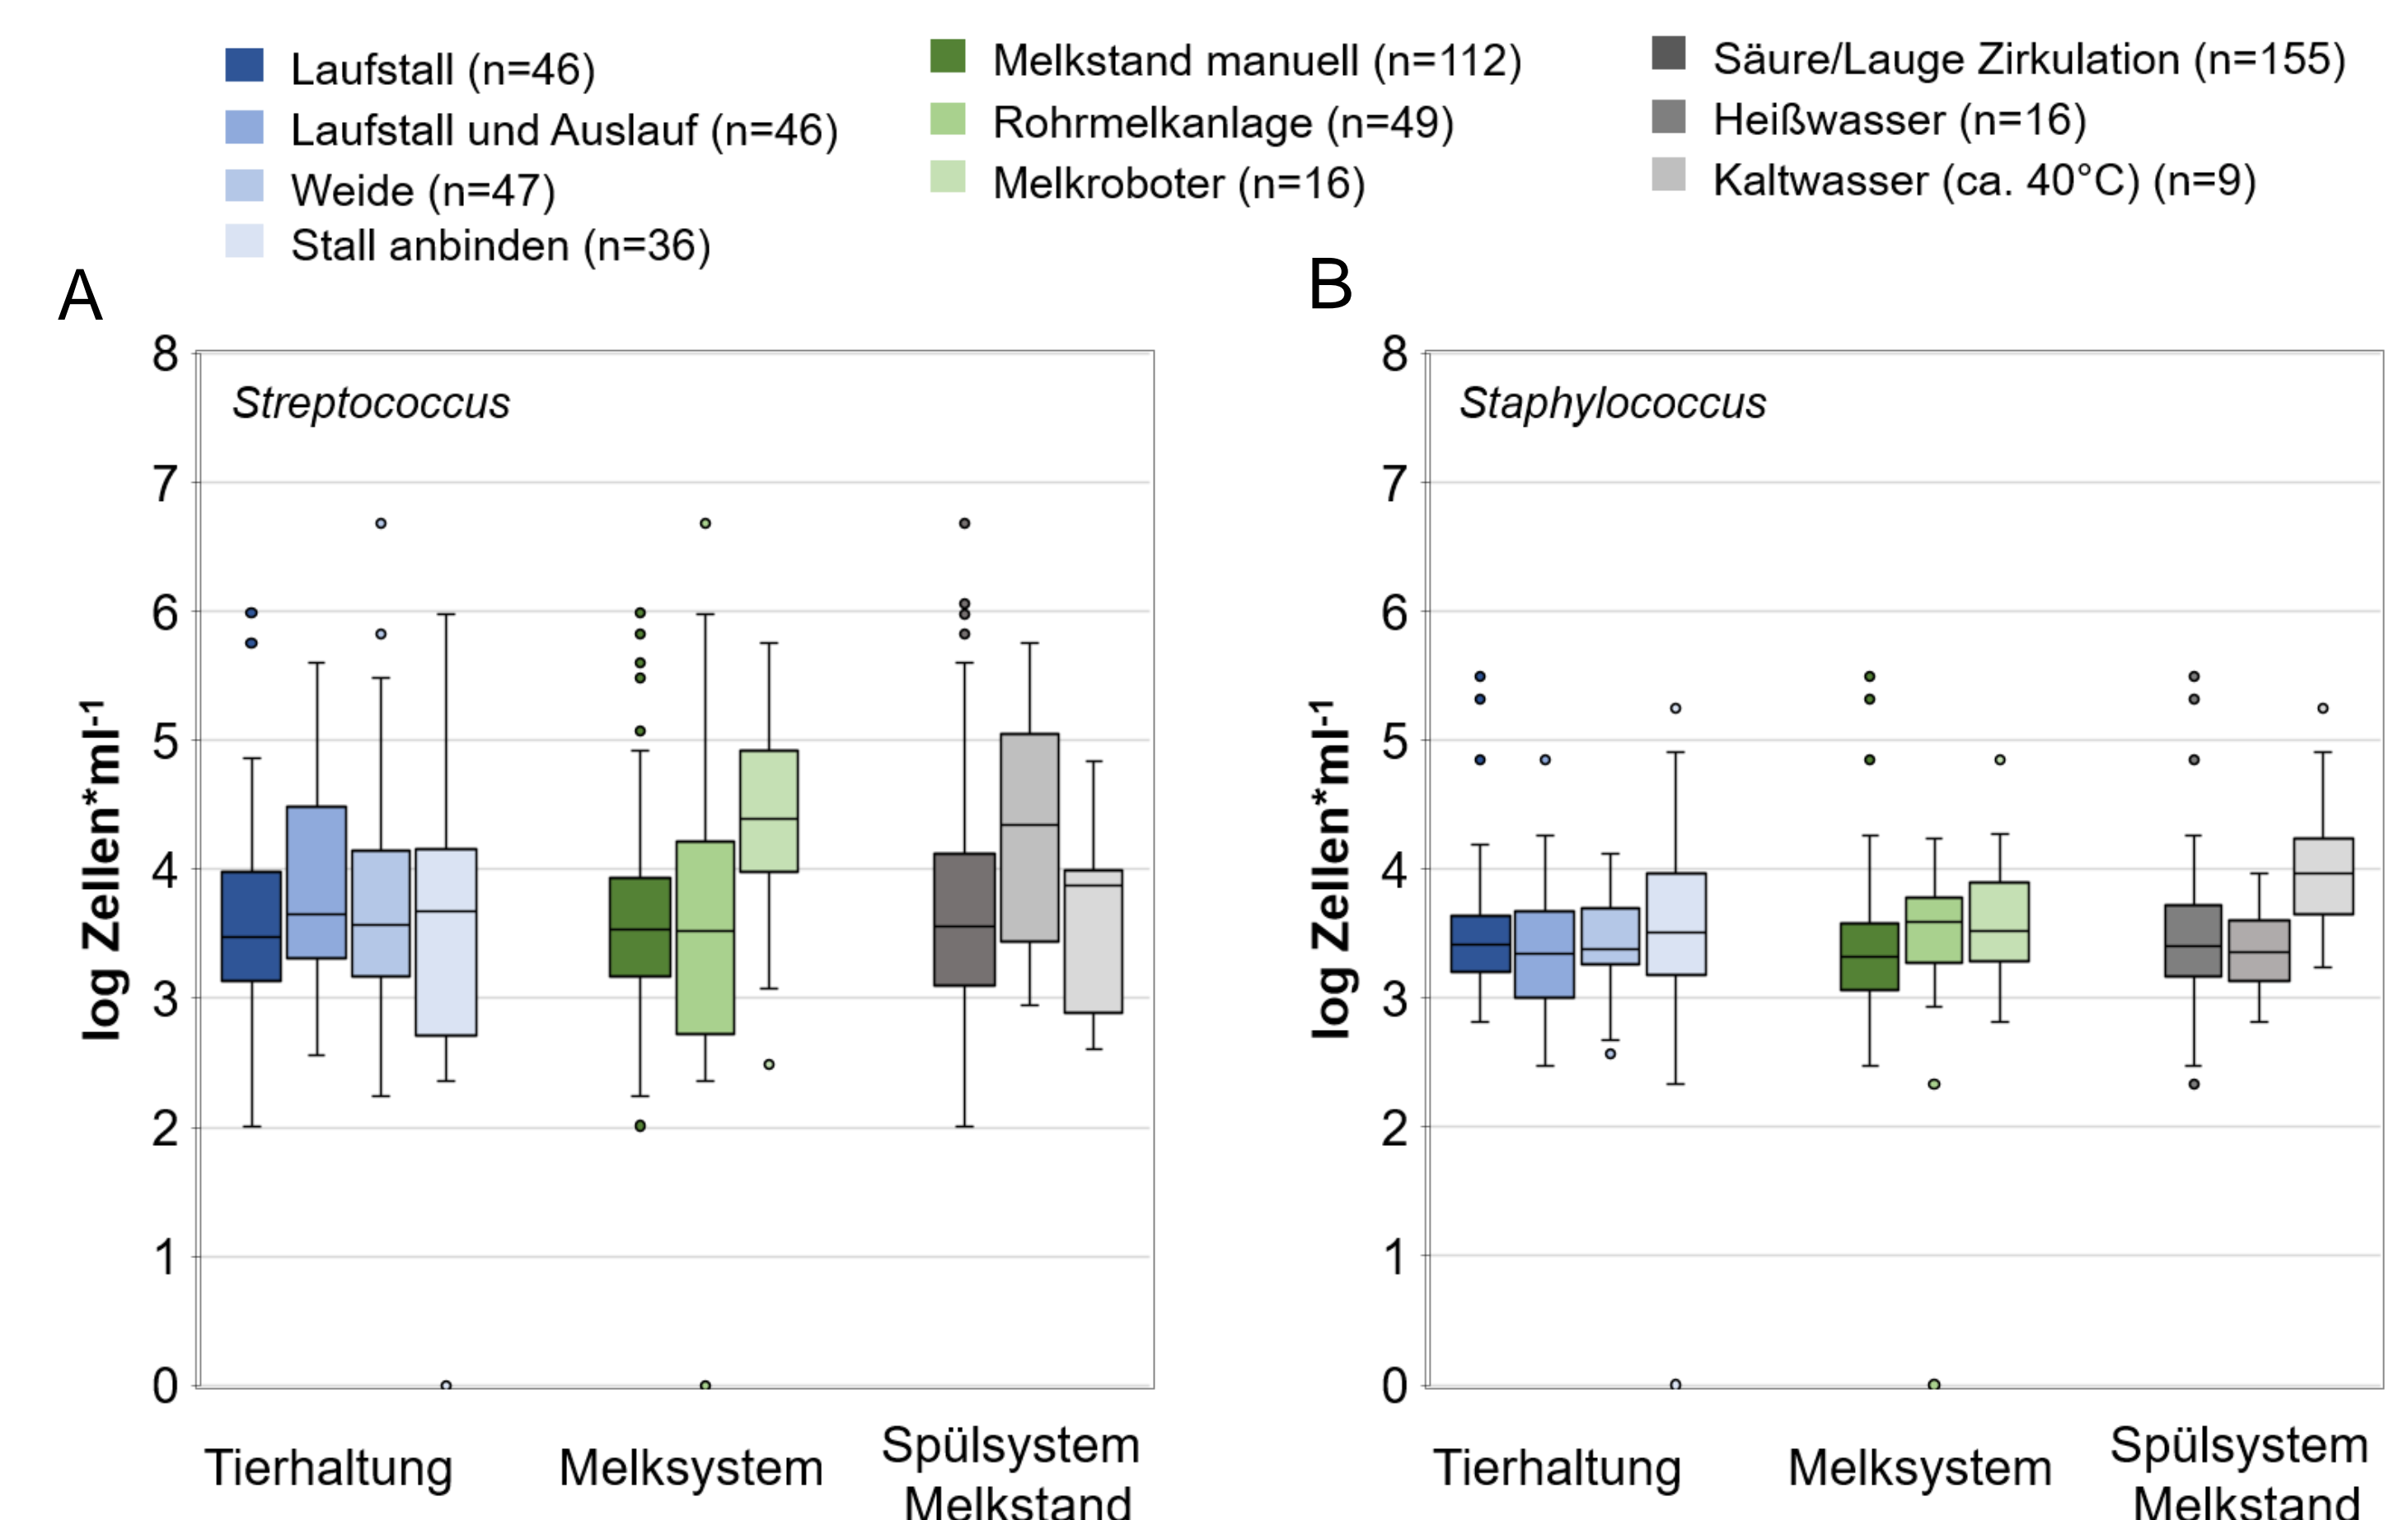 Laufstall (n=46)
Laufstall und Auslauf (n=46)
Weide (n=47)
Stall anbinden (n=36)
Melkstand manuell (n=112)
Rohrmelkanlage (n=49)
Melkroboter (n=16)
Säure/Lauge Zirkulation (n=155)
Heißwasser (n=16)
Kaltwasser (ca. 40°C) (n=9)
A
Streptococcus
log Zellen*ml-1
8
7
6
5
4
3
2
1
0
Tierhaltung
Melksystem
Spülsystem
Melkstand
B
Staphylococcus
log Zellen*ml-1
8
7
6
5
4
3
2
1
0
Tierhaltung
Melksystem
Spülsystem
Melkstand